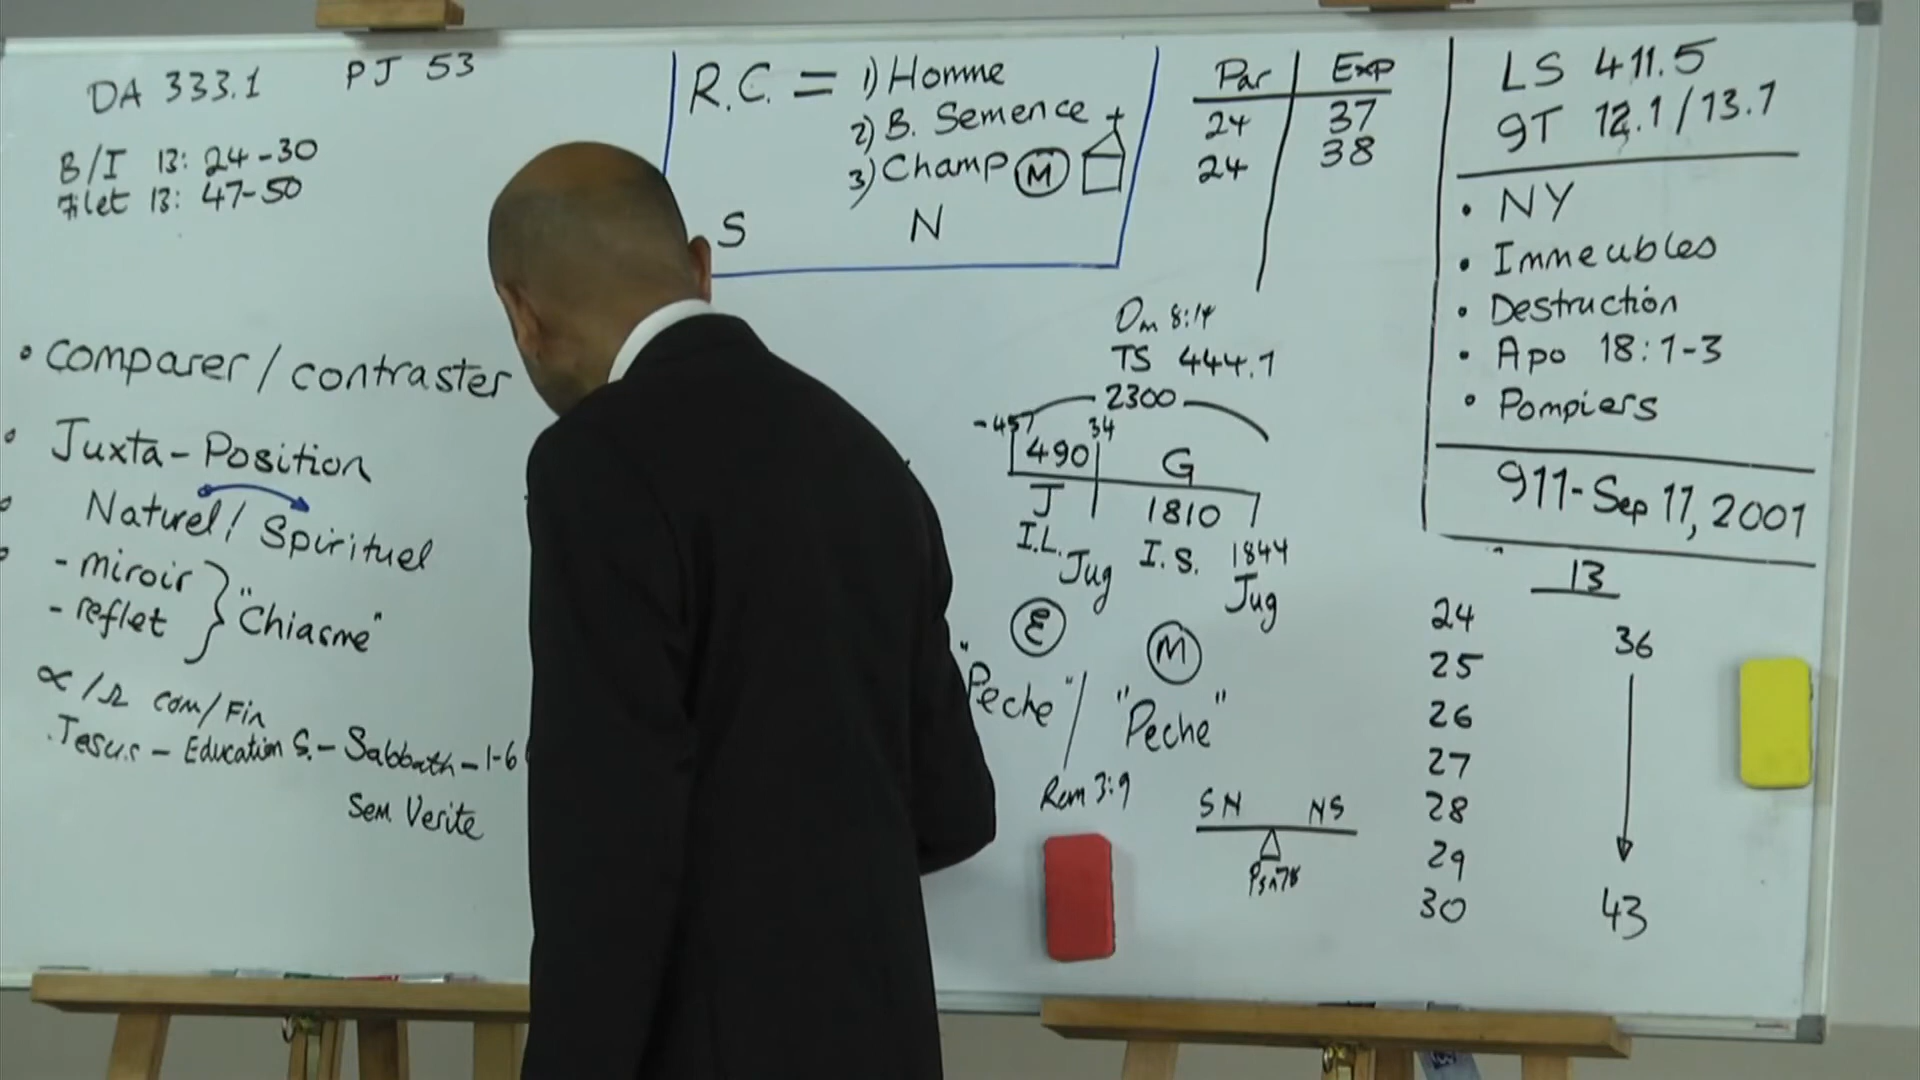 DA 333.1 PJ 53
B/I 13: 24-30
Filet 13: 47-50
• Comparer / contraster
• Juxta-Position
Naturel / Spirituel
- miroir
- reflet
"Chiasme"
∝/Ω com/Fin
. Jesus - Education S. - Sabbath - 1-6
Sem Verite
R.C. = 1) Homme
2) B. Semence
3) Champ M
S N
Par Exp
24 37
24 38
Dn 8:14
TS 444.1
2300
-457 34
490 G
J 1810
I.L. I.S. 1844
Jug Jug
E M
"Peche" / "Peche"
Rom 3:9
SN NS
LS 411.5
9T 12.1/13.1
• NY
• Immeubles
• Destruction
• Apo 18:1-3
• Pompiers
911-Sep 11, 2001
13
24 36
25
26
27
28
29
30 43